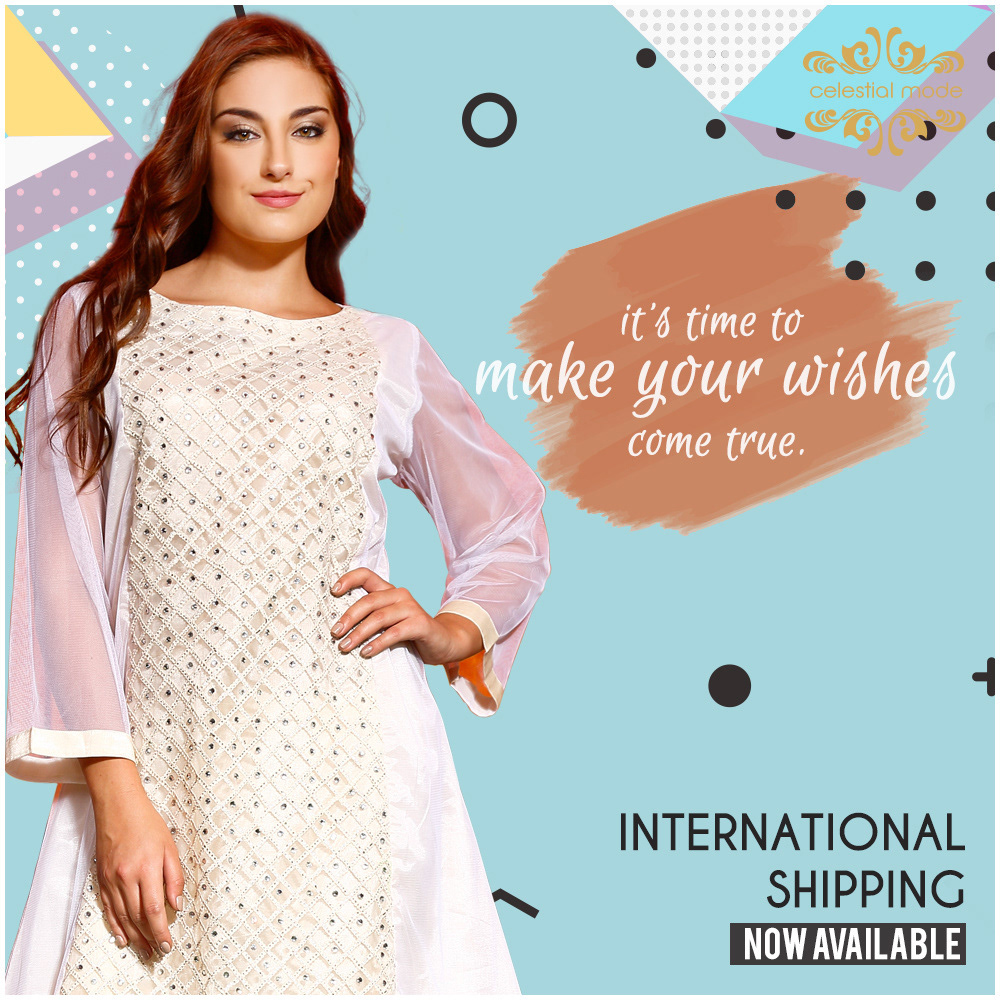 celestial mode
it's time to
make your wishes
come true.
INTERNATIONAL
SHIPPING
NOW AVAILABLE